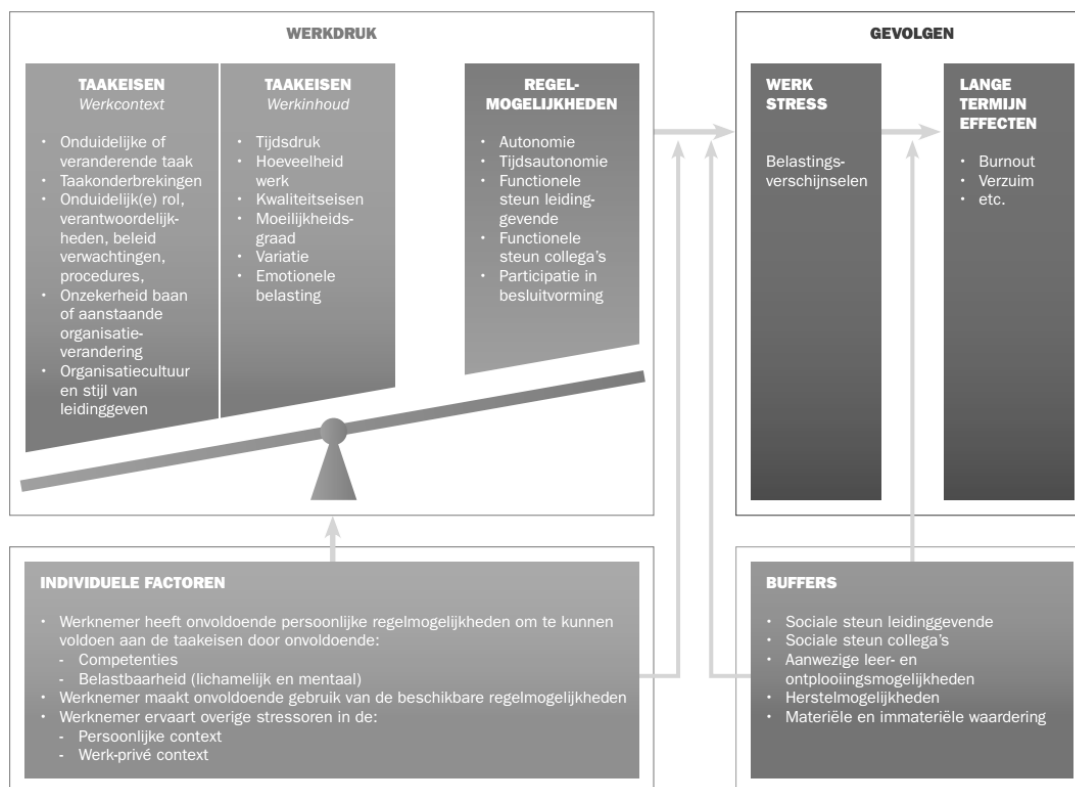 WERKDRUK
TAAKEISEN
Werkcontext
• Onduidelijke of
veranderende taak
• Taakonderbrekingen
• Onduidelijk(e) rol,
verantwoordelijk-
heden, beleid
verwachtingen,
procedures,
• Onzekerheid baan
of aanstaande
organisatie-
verandering
• Organisatiecultuur
en stijl van
leidinggeven
TAAKEISEN
Werkinhoud
• Tijdsdruk
• Hoeveelheid
werk
• Kwaliteitseisen
• Moeilijkheids-
graad
• Variatie
• Emotionele
belasting
REGEL-
MOGELIJKHEDEN
• Autonomie
• Tijdsautonomie
• Functionele
steun leiding-
gevende
• Functionele
steun collega's
• Participatie in
besluitvorming
GEVOLGEN
WERK
STRESS
Belastings-
verschijnselen
LANGE
TERMIJN
EFFECTEN
• Burnout
• Verzuim
• etc.
INDIVIDUELE FACTOREN
• Werknemer heeft onvoldoende persoonlijke regelmogelijkheden om te kunnen
voldoen aan de taakeisen door onvoldoende:
- Competenties
- Belastbaarheid (lichamelijk en mentaal)
• Werknemer maakt onvoldoende gebruik van de beschikbare regelmogelijkheden
• Werknemer ervaart overige stressoren in de:
- Persoonlijke context
- Werk-privé context
BUFFERS
• Sociale steun leidinggevende
• Sociale steun collega's
• Aanwezige leer- en
ontplooiingsmogelijkheden
• Herstelmogelijkheden
• Materiële en immateriële waardering